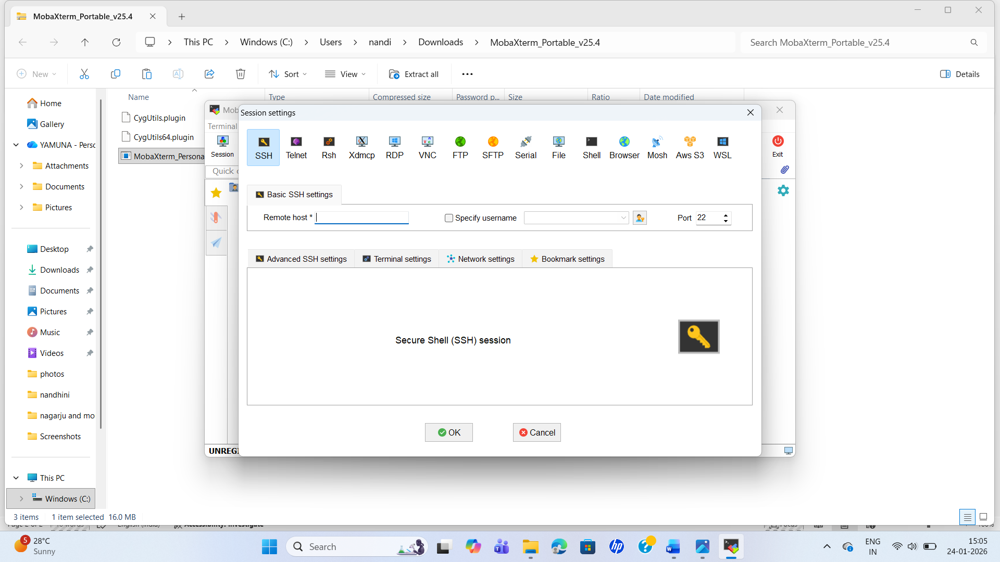 MobaXterm_Portable_v25.4
This PC
Windows (C:)
Users
nandi
Downloads
MobaXterm_Portable_v25.4
Search MobaXterm_Portable_v25.4
New
Sort
View
Extract all
Details
Name
Type
Compressed size
Password p...
Size
Ratio
Date modified
Home
Gallery
YAMUNA - Perso
Attachments
Documents
Pictures
Desktop
Downloads
Documents
Pictures
Music
Videos
photos
nandhini
nagarju and mo
Screenshots
This PC
Windows (C:)
CygUtils.plugin
CygUtils64.plugin
MobaXterm_Persona
Mob
Terminal
Session
Quick c
Exit
UNREGI
Session settings
SSH
Telnet
Rsh
Xdmcp
RDP
VNC
FTP
SFTP
Serial
File
Shell
Browser
Mosh
Aws S3
WSL
Basic SSH settings
Remote host *
Specify username
Port
22
Advanced SSH settings
Terminal settings
Network settings
Bookmark settings
Secure Shell (SSH) session
OK
Cancel
3 items
1 item selected
16.0 MB
Accessibility: Investigate
5
28°C
Sunny
Search
ENG
IN
15:05
24-01-2026